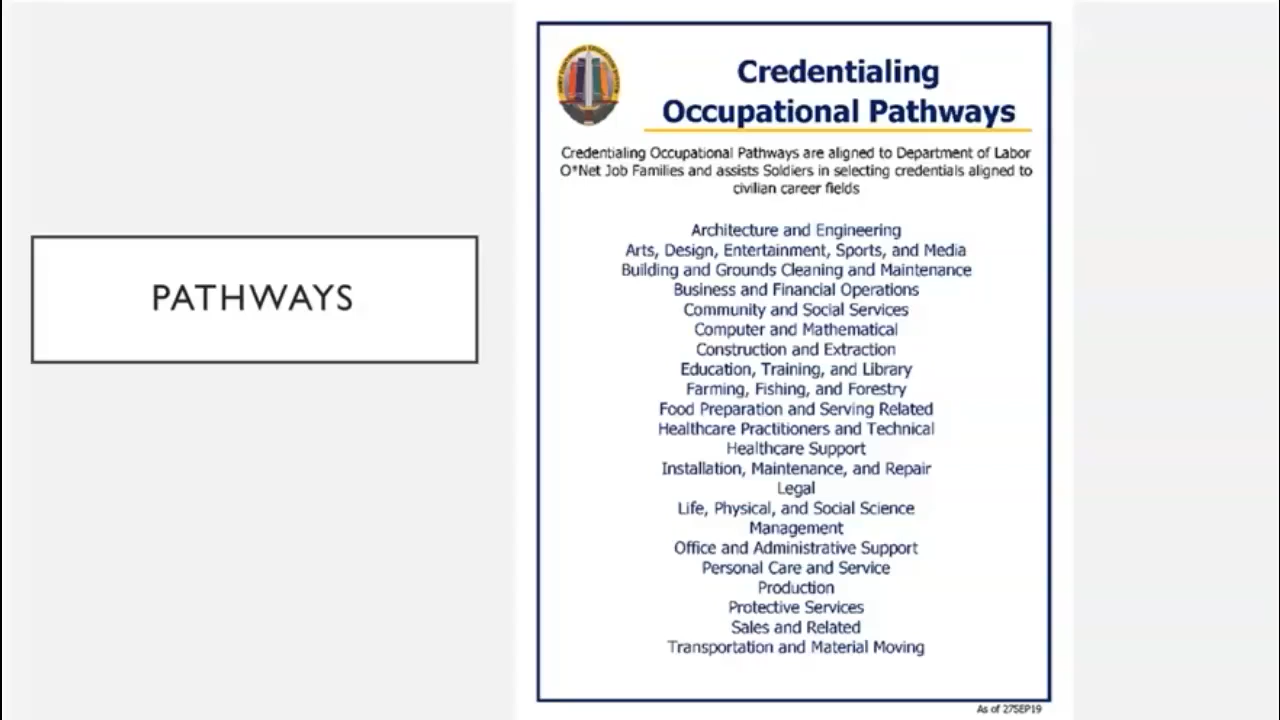 PATHWAYS
Credentialing
Occupational Pathways
Credentialing Occupational Pathways are aligned to Department of Labor
O*Net Job Families and assists Soldiers in selecting credentials aligned to
civilian career fields
Architecture and Engineering
Arts, Design, Entertainment, Sports, and Media
Building and Grounds Cleaning and Maintenance
Business and Financial Operations
Community and Social Services
Computer and Mathematical
Construction and Extraction
Education, Training, and Library
Farming, Fishing, and Forestry
Food Preparation and Serving Related
Healthcare Practitioners and Technical
Healthcare Support
Installation, Maintenance, and Repair
Legal
Life, Physical, and Social Science
Management
Office and Administrative Support
Personal Care and Service
Production
Protective Services
Sales and Related
Transportation and Material Moving
As of 27SEP19